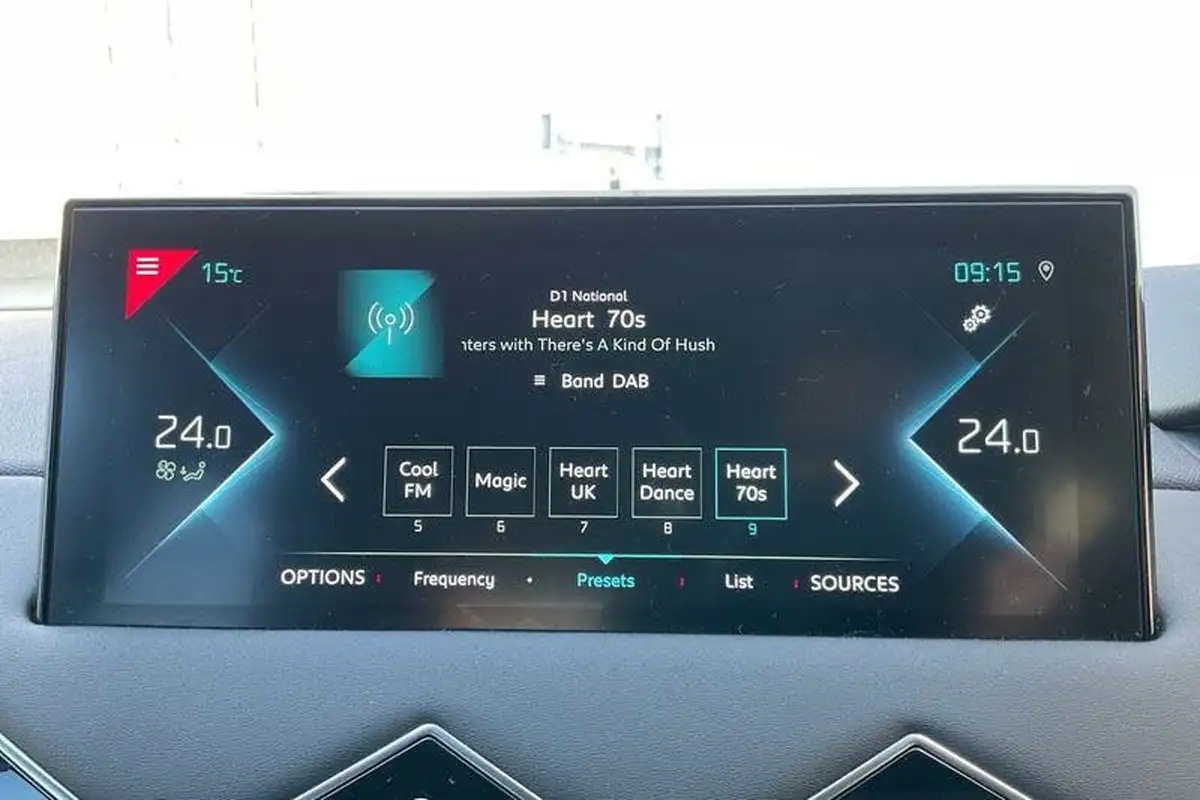 15°C
09:15
D1 National
Heart 70s
nters with There's A Kind Of Hush
Band DAB
24.0
24.0
Cool FM
Magic
Heart UK
Heart Dance
Heart 70s
5
6
7
8
9
OPTIONS
Frequency
Presets
List
SOURCES